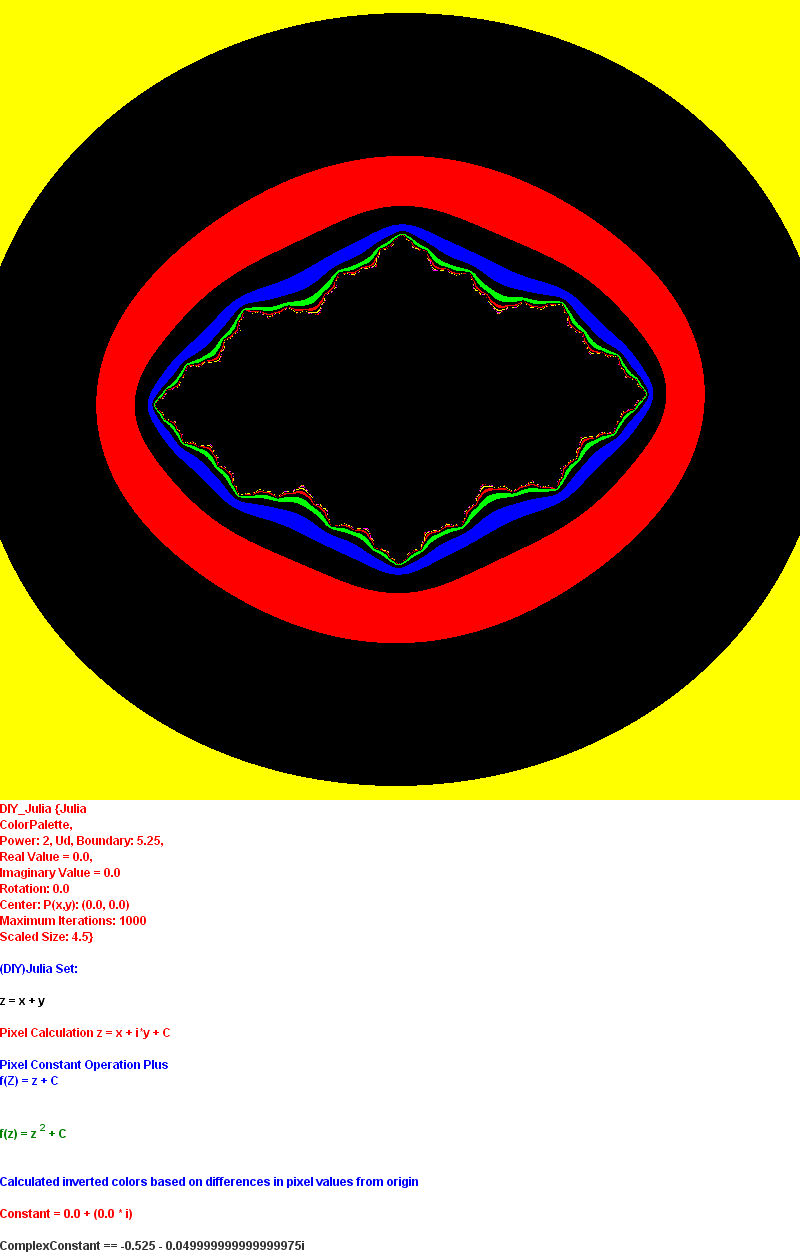 DIY_Julia {Julia
ColorPalette,
Power: 2, Ud, Boundary: 5.25,
Real Value = 0.0,
Imaginary Value = 0.0
Rotation: 0.0
Center: P(x,y): (0.0, 0.0)
Maximum Iterations: 1000
Scaled Size: 4.5}
(DIY)Julia Set:
z = x + y
Pixel Calculation z = x + i*y + C
Pixel Constant Operation Plus
f(Z) = z + C
f(z) = z ² + C
Calculated inverted colors based on differences in pixel values from origin
Constant = 0.0 + (0.0 * i)
ComplexConstant == -0.525 - 0.049999999999999975i